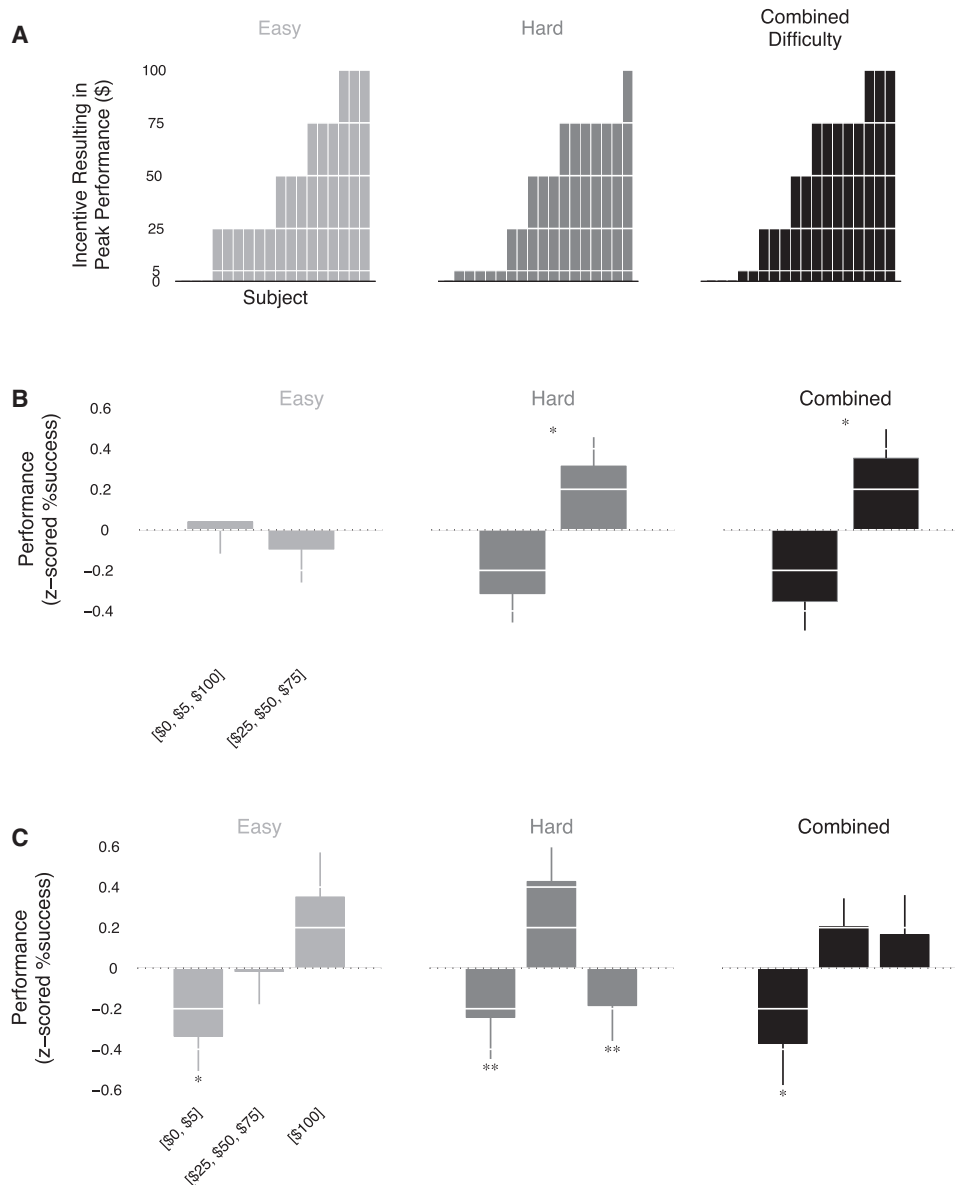 A
Easy
Hard
Combined
Difficulty
Incentive Resulting in
Peak Performance ($)
100
75
50
25
5
0
Subject
B
Easy
Hard
Combined
Performance
(z−scored %success)
0.6
0.4
0.2
0
−0.2
−0.4
*
*
[$0, $5, $100]
[$25, $50, $75]
C
Easy
Hard
Combined
Performance
(z−scored %success)
0.6
0.4
0.2
0
−0.2
−0.4
−0.6
*
**
**
*
[$0, $5]
[$25, $50, $75]
[$100]